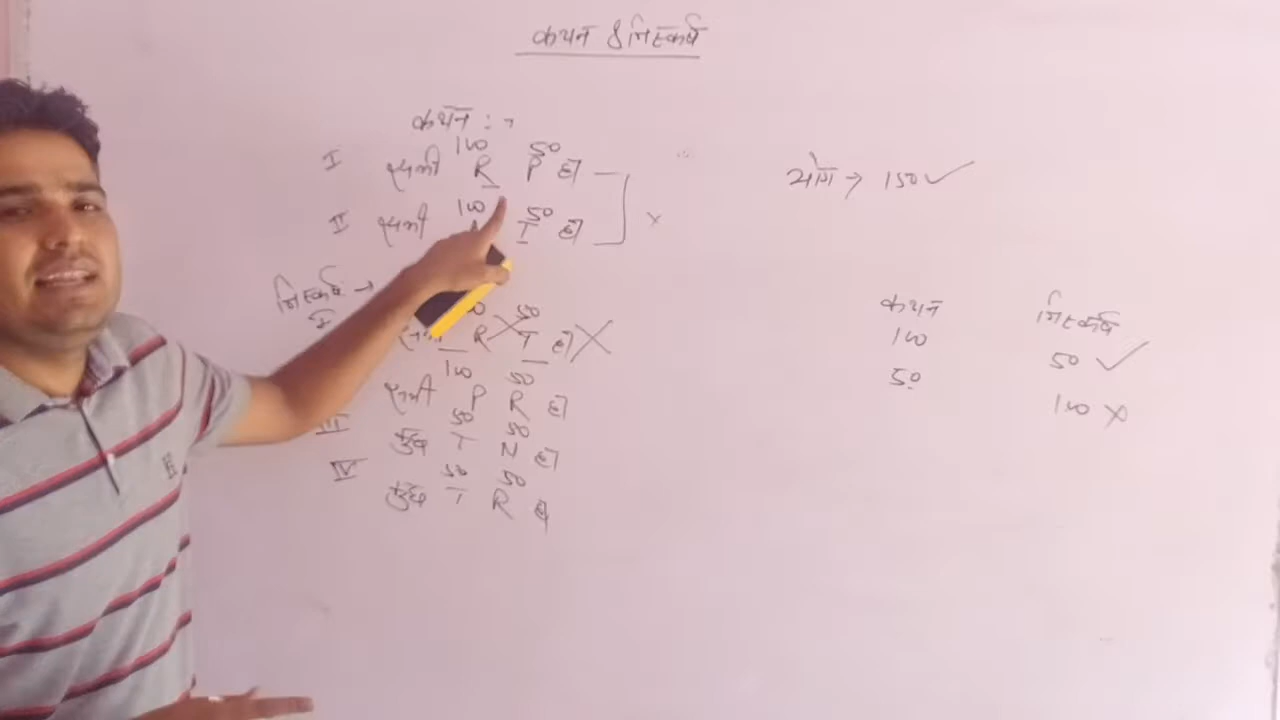 कथन & निष्कर्ष
कथन :-
100 50
I सभी R P है
100 50
II सभी T है
योग → 150 ✓
निष्कर्ष →
I
50
R T है ×
100 50
सभी P R है
50 50
III कुछ T N है
50 50
IV कुछ T R है
कथन निष्कर्ष
100 50 ✓
50 100 ×